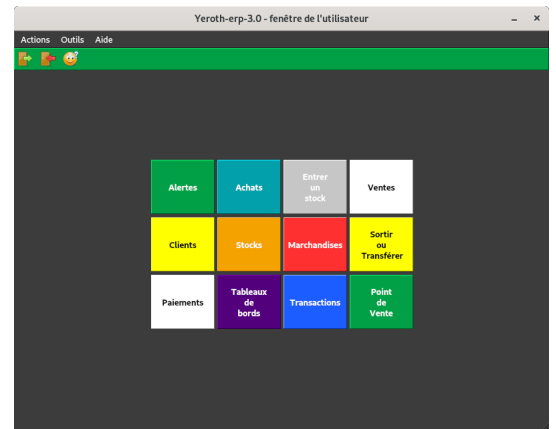 Yeroth-erp-3.0 - fenêtre de l'utilisateur
Actions Outils Aide
Alertes
Achats
Entrer
un
stock
Ventes
Clients
Stocks
Marchandises
Sortir
ou
Transférer
Paiements
Tableaux
de
bords
Transactions
Point
de
Vente